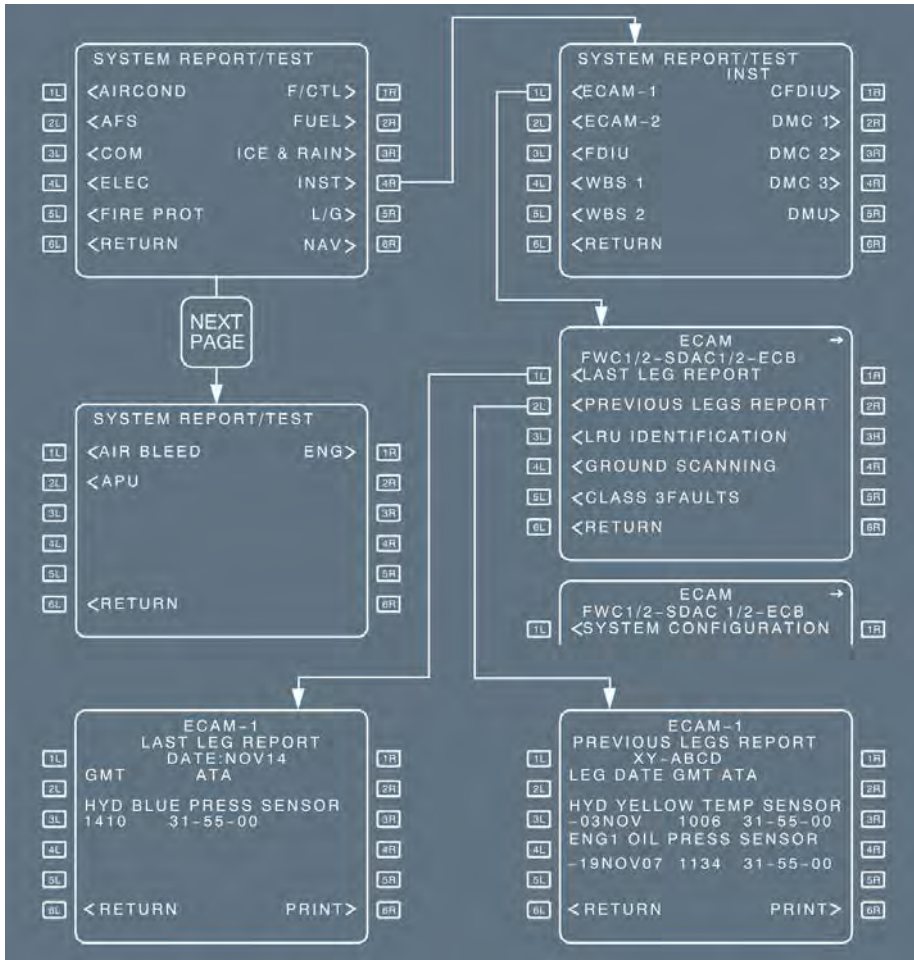 SYSTEM REPORT/TEST
1L <AIRCOND F/CTL> 1R
2L <AFS FUEL> 2R
3L <COM ICE & RAIN> 3R
4L <ELEC INST> 4R
5L <FIRE PROT L/G> 5R
6L <RETURN NAV> 6R
NEXT
PAGE
SYSTEM REPORT/TEST
1L <AIR BLEED ENG> 1R
2L <APU 2R
3L 3R
4L 4R
5L 5R
6L <RETURN 6R
SYSTEM REPORT/TEST
INST
1L <ECAM-1 CFDIU> 1R
2L <ECAM-2 DMC 1> 2R
3L <FDIU DMC 2> 3R
4L <WBS 1 DMC 3> 4R
5L <WBS 2 DMU> 5R
6L <RETURN 6R
ECAM →
FWC1/2-SDAC1/2-ECB
1L <LAST LEG REPORT 1R
2L <PREVIOUS LEGS REPORT 2R
3L <LRU IDENTIFICATION 3R
4L <GROUND SCANNING 4R
5L <CLASS 3FAULTS 5R
6L <RETURN 6R
ECAM →
FWC1/2-SDAC 1/2-ECB
1L <SYSTEM CONFIGURATION 1R
ECAM-1
LAST LEG REPORT
1L DATE:NOV14 1R
GMT ATA
2L 2R
HYD BLUE PRESS SENSOR
3L 1410 31-55-00 3R
4L 4R
5L 5R
6L <RETURN PRINT> 6R
ECAM-1
PREVIOUS LEGS REPORT
1L XY-ABCD 1R
LEG DATE GMT ATA
2L 2R
HYD YELLOW TEMP SENSOR
3L -03NOV 1006 31-55-00 3R
ENG1 OIL PRESS SENSOR
4L 4R
-19NOV07 1134 31-55-00
5L 5R
6L <RETURN PRINT> 6R